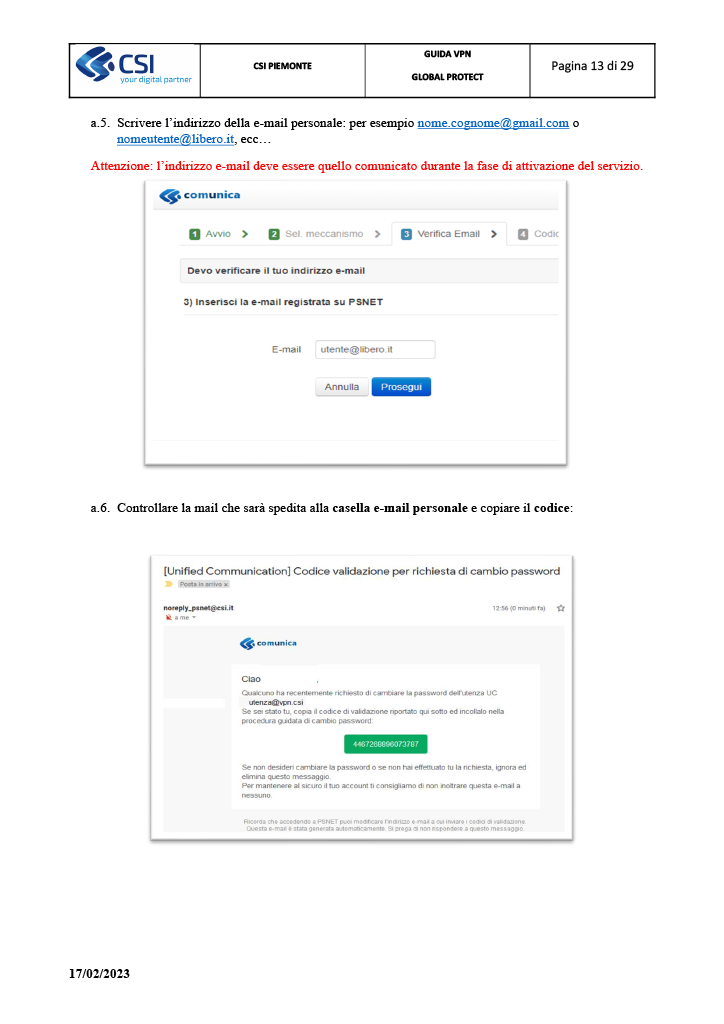 CSI
your digital partner
CSI PIEMONTE
GUIDA VPN
GLOBAL PROTECT
Pagina 13 di 29
a.5. Scrivere l’indirizzo della e-mail personale: per esempio nome.cognome@gmail.com o
nomeutente@libero.it, ecc…
Attenzione: l’indirizzo e-mail deve essere quello comunicato durante la fase di attivazione del servizio.
comunica
1 Avvio > 2 Sel. meccanismo > 3 Verifica Email > 4 Codic
Devo verificare il tuo indirizzo e-mail
3) Inserisci la e-mail registrata su PSNET
E-mail utente@libero.it
Annulla Prosegui
a.6. Controllare la mail che sarà spedita alla casella e-mail personale e copiare il codice:
[Unified Communication] Codice validazione per richiesta di cambio password
Posta in arrivo x
noreply_psnet@csi.it 12:56 (0 minuti fa)
a me
comunica
Ciao ,
Qualcuno ha recentemente richiesto di cambiare la password dell'utenza UC
utenza@vpn.csi
Se sei stato tu, copia il codice di validazione riportato qui sotto ed incollalo nella
procedura guidata di cambio password:
4467268896973787
Se non desideri cambiare la password o se non hai effettuato tu la richiesta, ignora ed
elimina questo messaggio.
Per mantenere al sicuro il tuo account ti consigliamo di non inoltrare questa e-mail a
nessuno.
Ricorda che accedendo a PSNET puoi modificare l'indirizzo e-mail a cui inviare i codici di validazione.
Questa e-mail è stata generata automaticamente. Si prega di non rispondere a questo messaggio.
17/02/2023